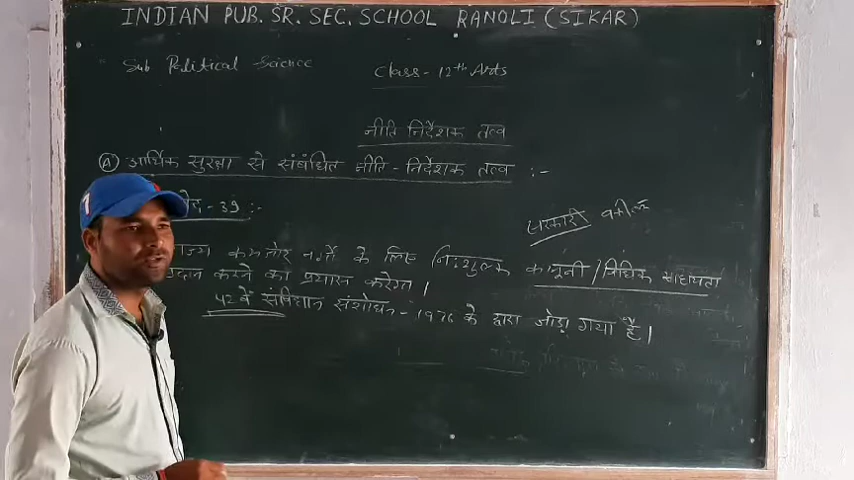 INDIAN PUB. SR. SEC. SCHOOL RANOLI (SIKAR)
Sub Political Science Class - 12th Arts
नीति निर्देशक तत्व
(A) आर्थिक सुरक्षा से संबंधित नीति - निर्देशक तत्व :-
सरकारी वकील
39 :-
राज्य कमजोर वर्गों के लिए निःशुल्क कानूनी / विधिक सहायता
प्रदान करने का प्रयास करेगा।
42 वें संविधान संशोधन - 1976 के द्वारा जोड़ा गया है।